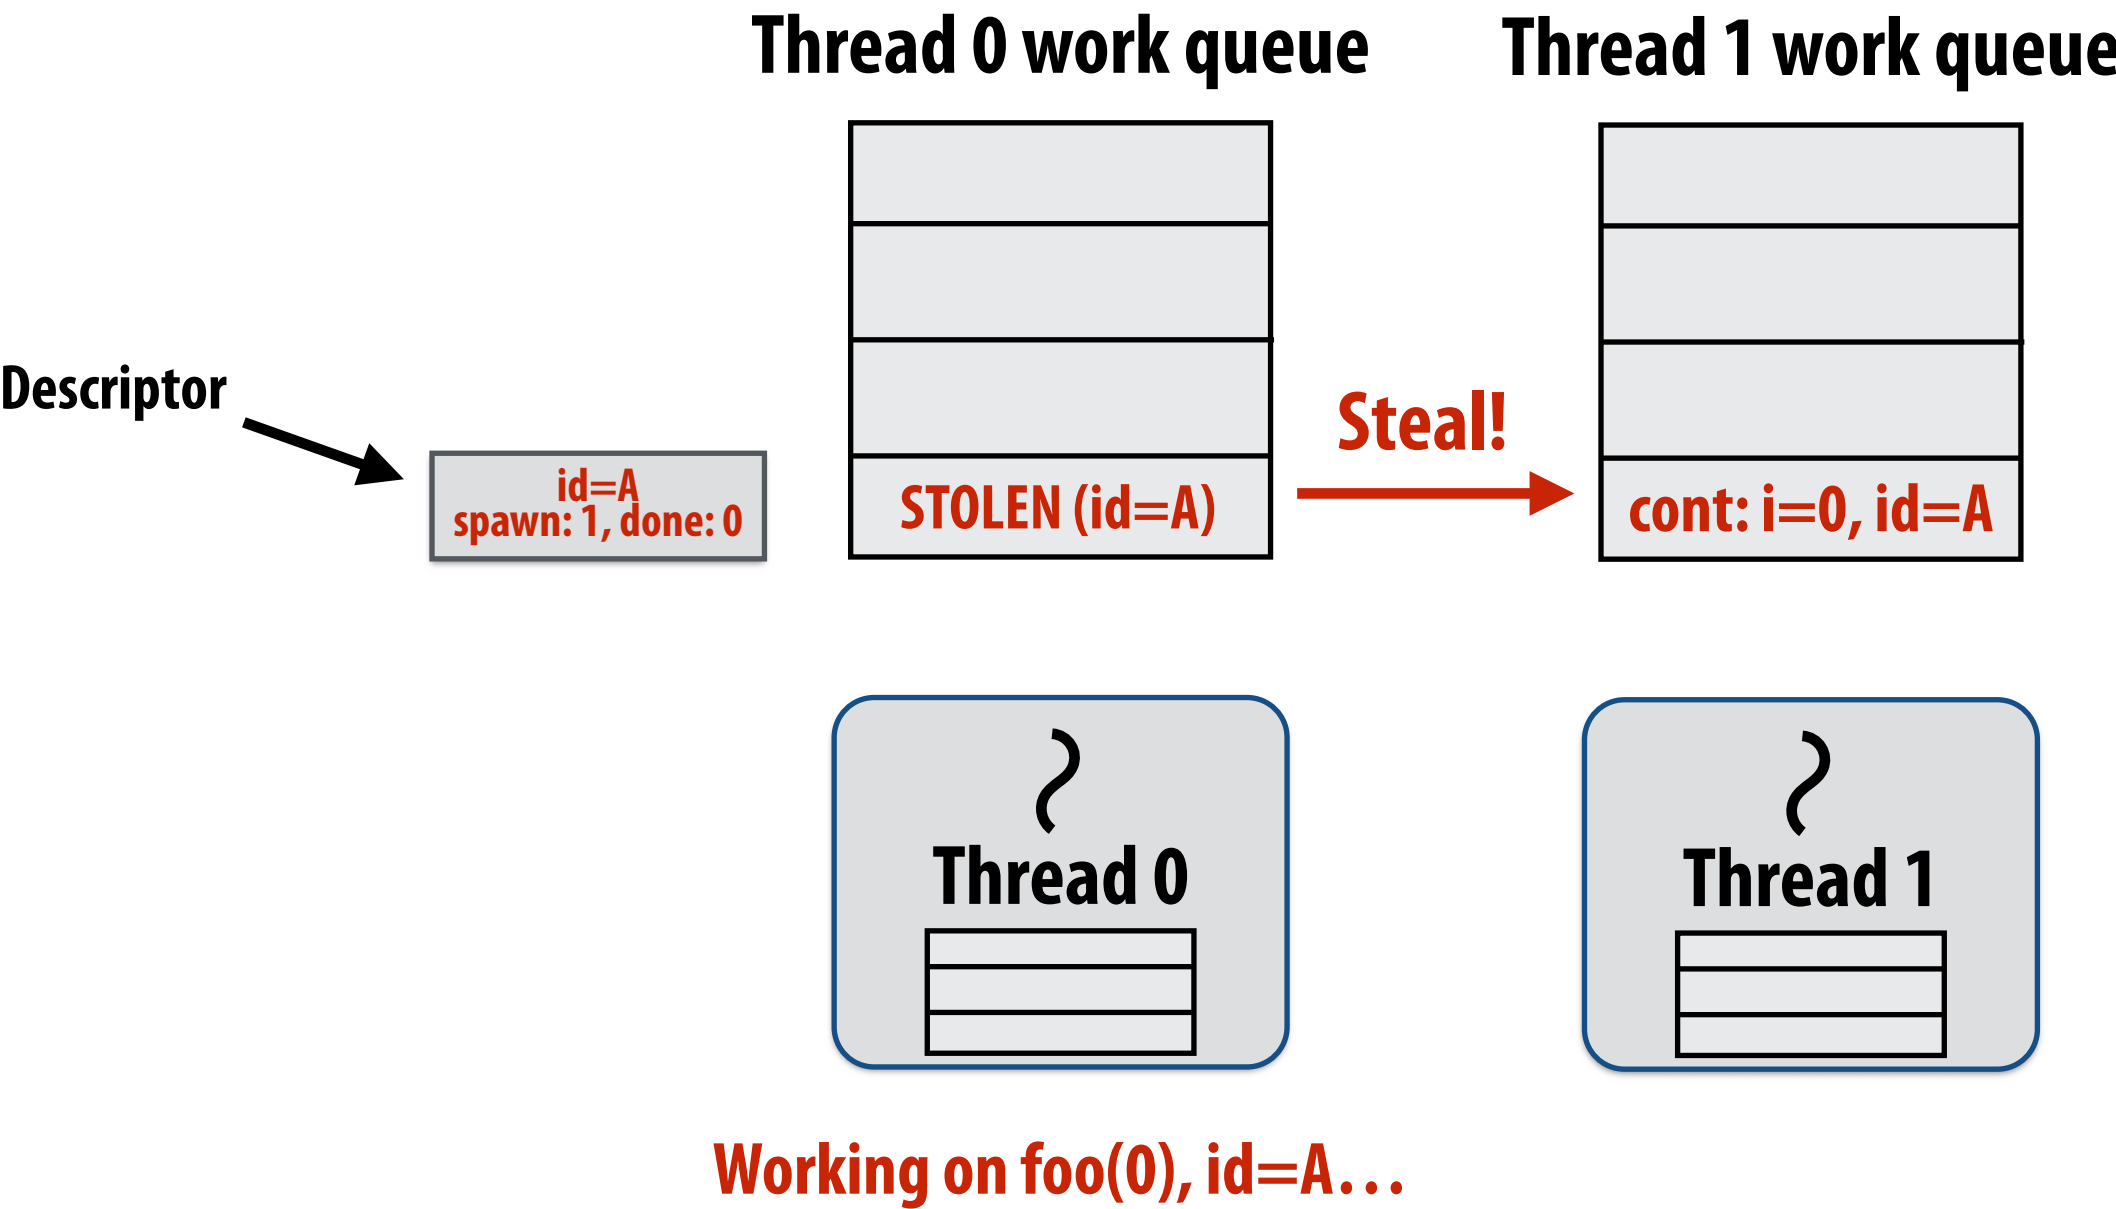 Thread 0 work queue
Thread 1 work queue
Descriptor
id=A
spawn: 1, done: 0
STOLEN (id=A)
Steal!
cont: i=0, id=A
Thread 0
Thread 1
Working on foo(0), id=A…